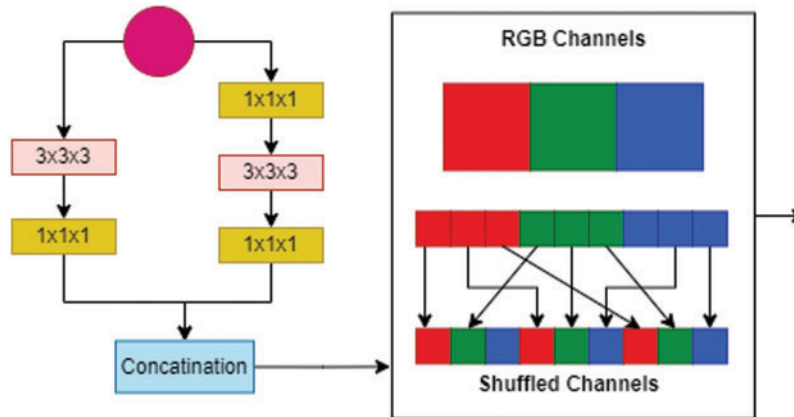 RGB Channels
1x1x1
3x3x3
3x3x3
1x1x1
1x1x1
Concatination
Shuffled Channels